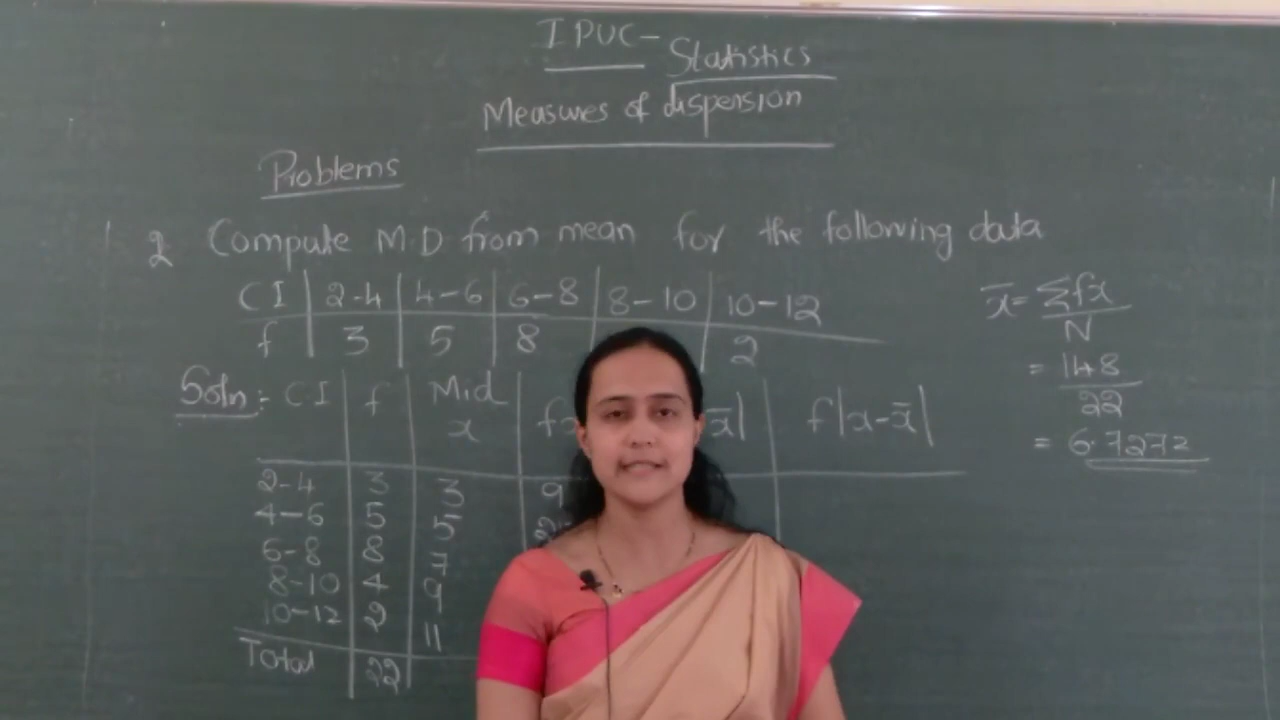 I PUC - Statistics
Measures of dispersion
Problems
2 Compute M.D from mean for the following data
CI 2-4 4-6 6-8 8-10 10-12
f 3 5 8 2
x̄ = Σfx / N
= 148 / 22
= 6.7272
Soln: CI f Mid x x̄| f|x-x̄|
2-4 3 3 9
4-6 5 5
6-8 8 7
8-10 4 9
10-12 2 11
Total 22